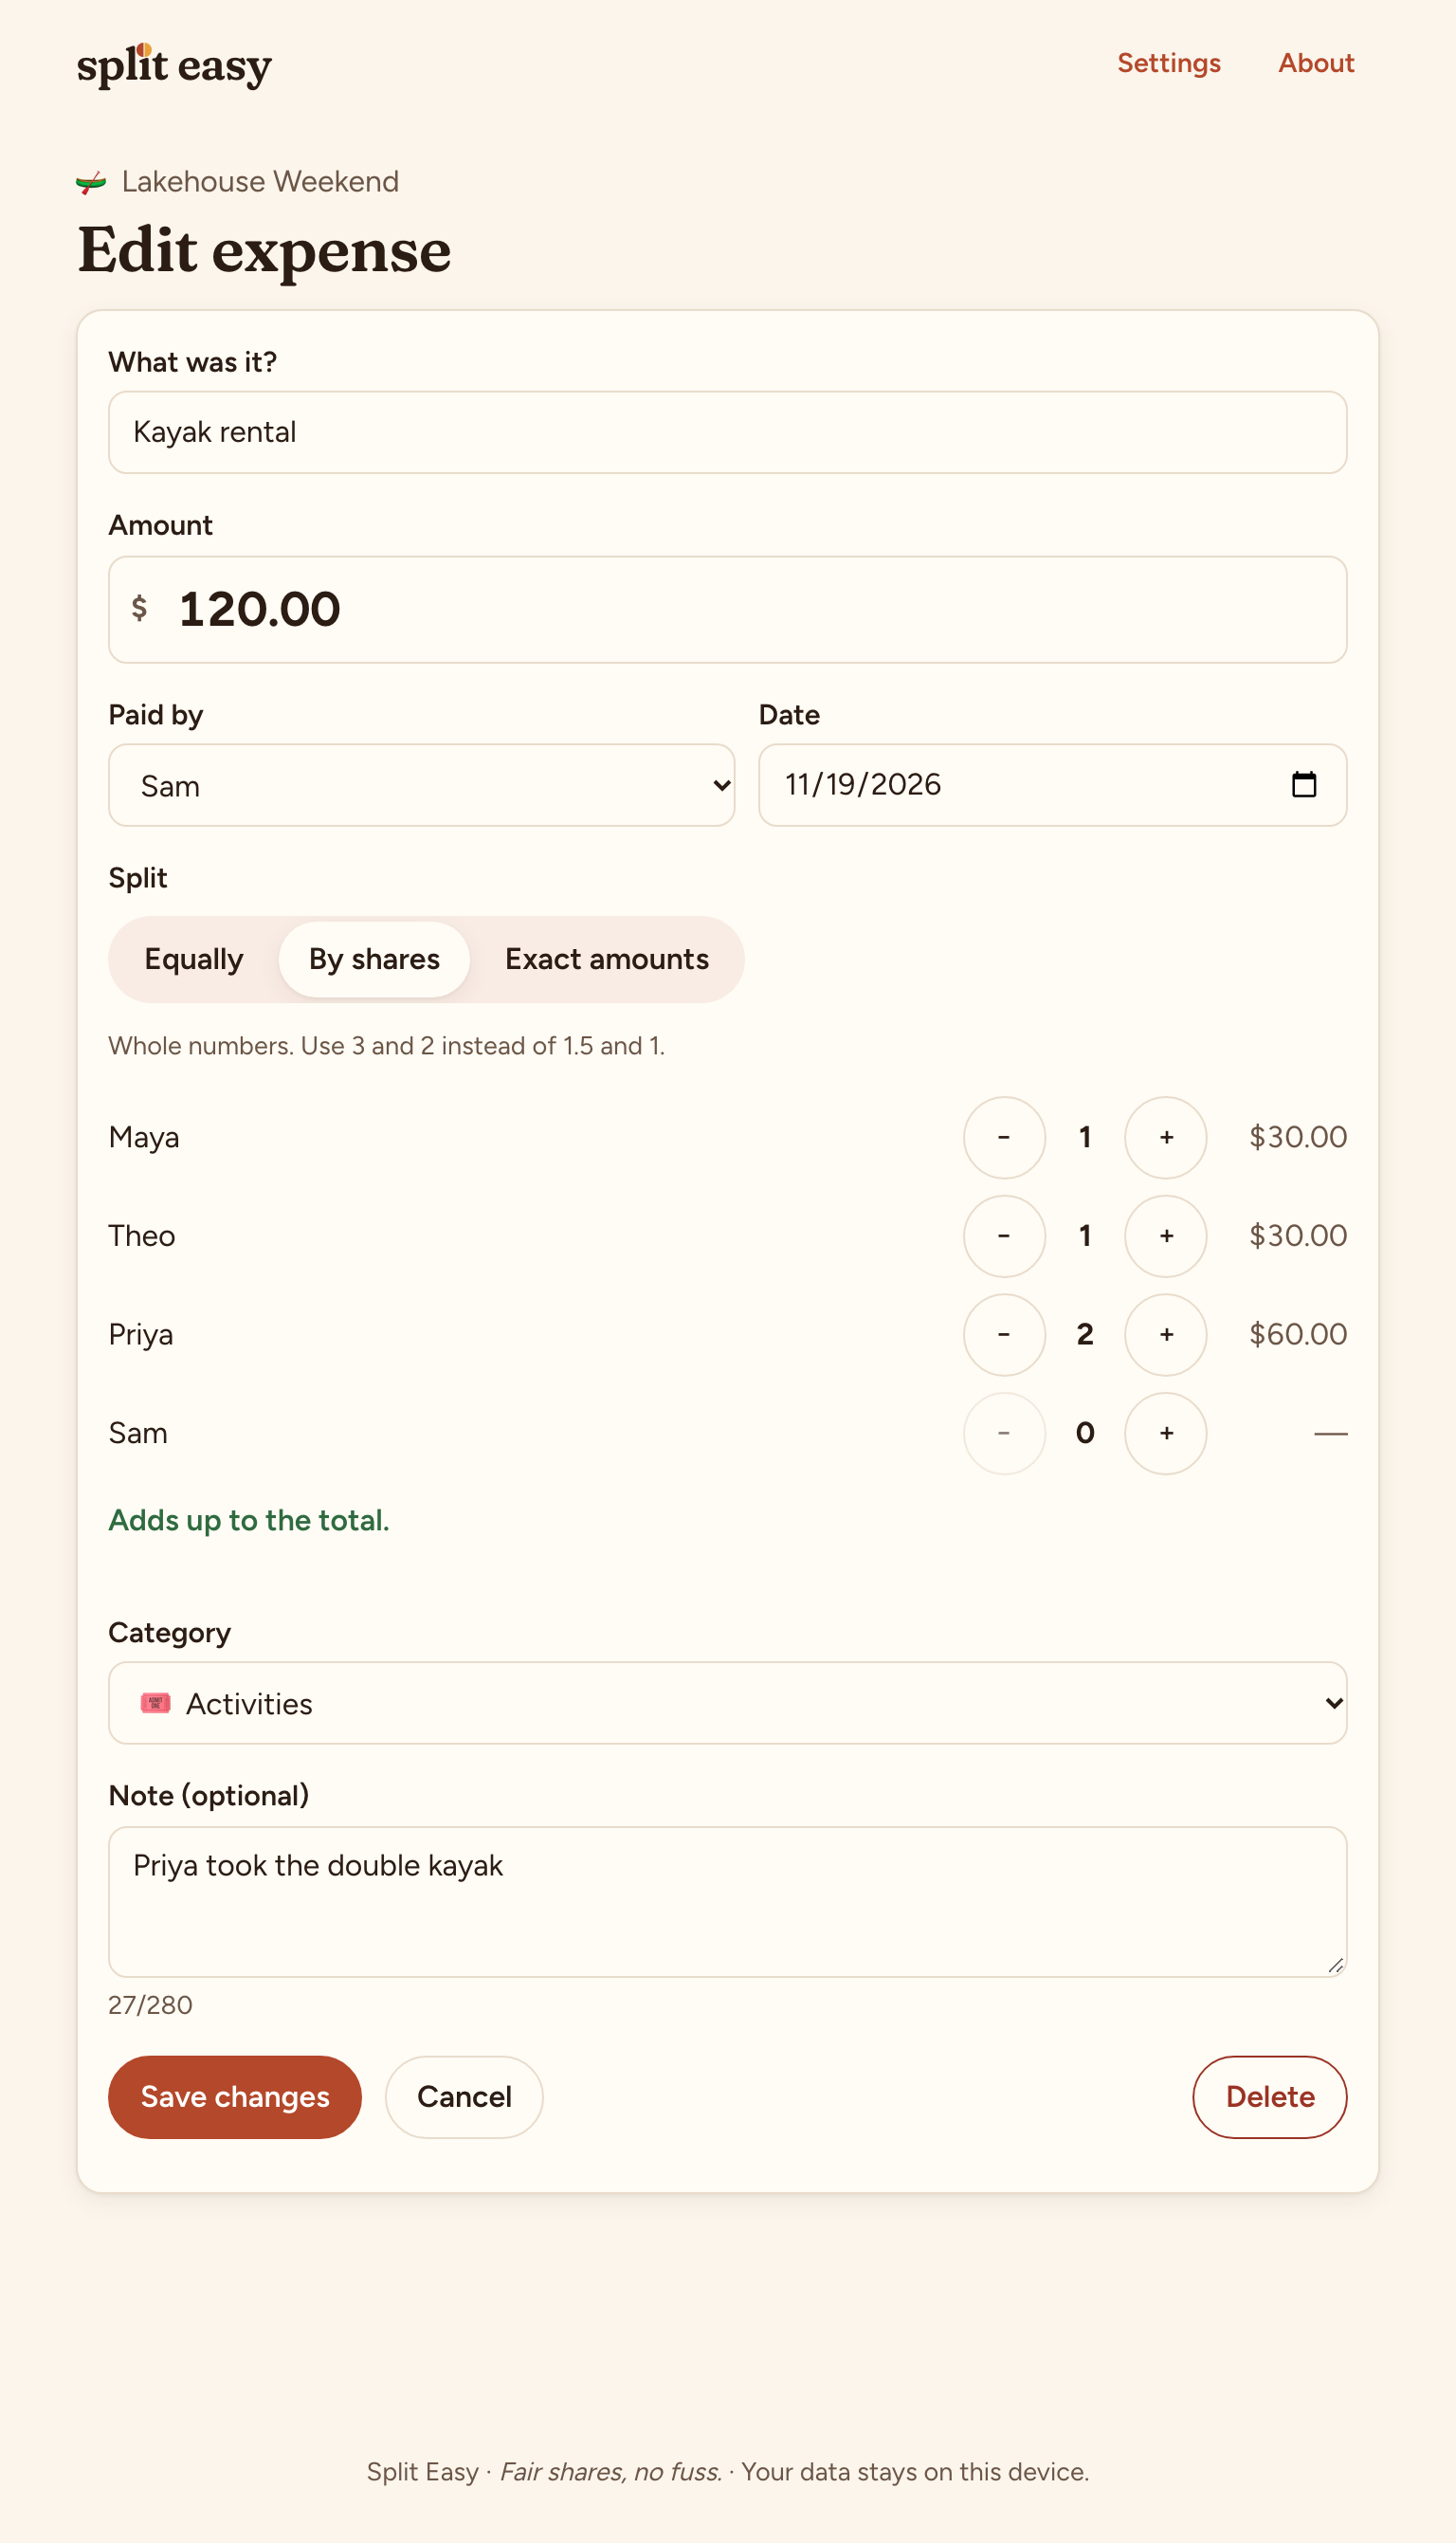 split easy
Settings About
Lakehouse Weekend
Edit expense
What was it?
Kayak rental
Amount
$ 120.00
Paid by Date
Sam 11/19/2026
Split
Equally By shares Exact amounts
Whole numbers. Use 3 and 2 instead of 1.5 and 1.
Maya - 1 + $30.00
Theo - 1 + $30.00
Priya - 2 + $60.00
Sam - 0 + —
Adds up to the total.
Category
Activities
Note (optional)
Priya took the double kayak
27/280
Save changes Cancel Delete
Split Easy · Fair shares, no fuss. · Your data stays on this device.